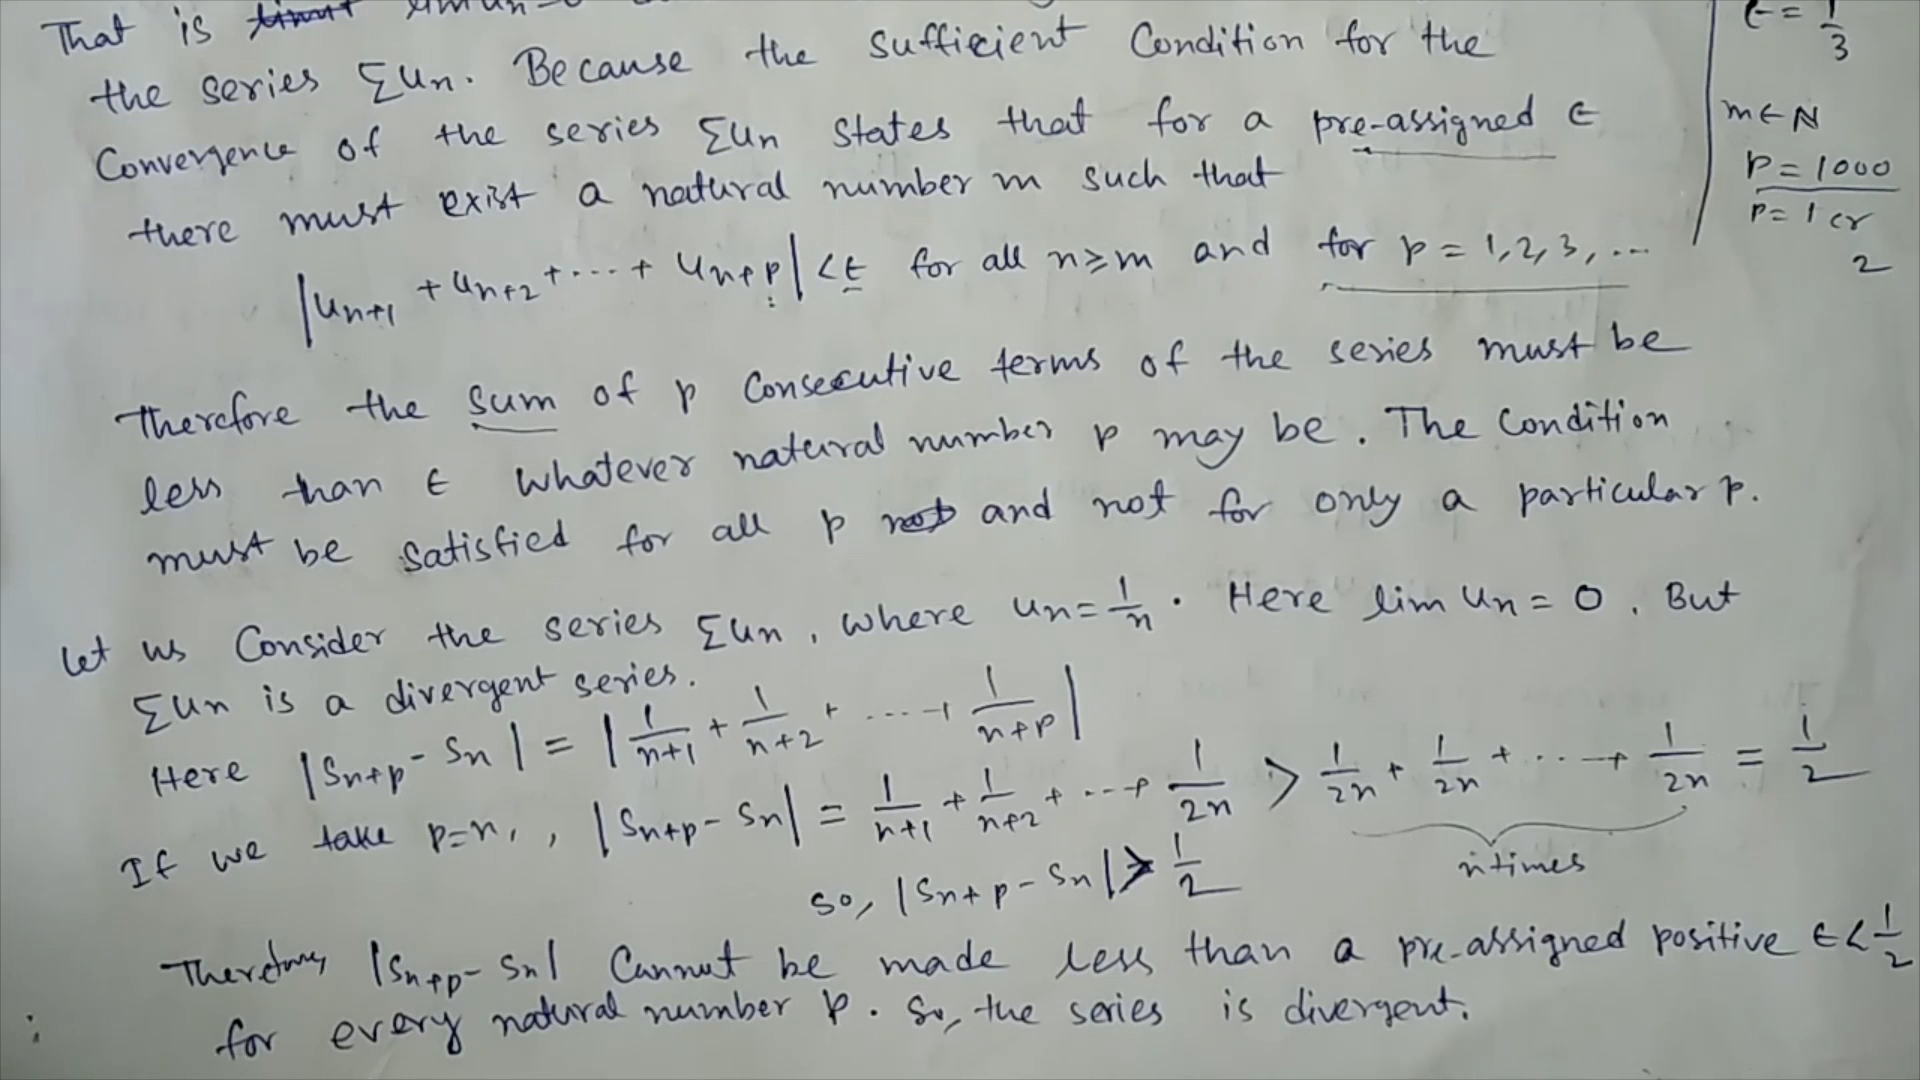 That is
the series Σun. Because the sufficient Condition for the
Convergence of the series Σun states that for a pre-assigned ϵ
there must exist a natural number m such that
|un+1 + un+2 + .... + un+p| < ϵ for all n ≥ m and for p = 1,2,3,...
Therefore the sum of p consecutive terms of the series must be
less than ϵ whatever natural number p may be. The Condition
must be satisfied for all p and not for only a particular p.
Let us Consider the series Σun, where un = 1/n. Here lim un = 0. But
Σun is a divergent series.
Here |Sn+p - Sn| = |1/n+1 + 1/n+2 + ....+ 1/n+p|
If we take p=n, , |Sn+p - Sn| = 1/n+1 + 1/n+2 + ...+ 1/2n > 1/2n + 1/2n + ...+ 1/2n = 1/2
n times
so, |Sn+p - Sn| > 1/2
Therefore, |Sn+p - Sn| Cannot be made less than a pre-assigned positive ϵ < 1/2
for every natural number p. So, the series is divergent.
ϵ = 1/3
m ϵ N
p = 1000
p = 1 cr
2